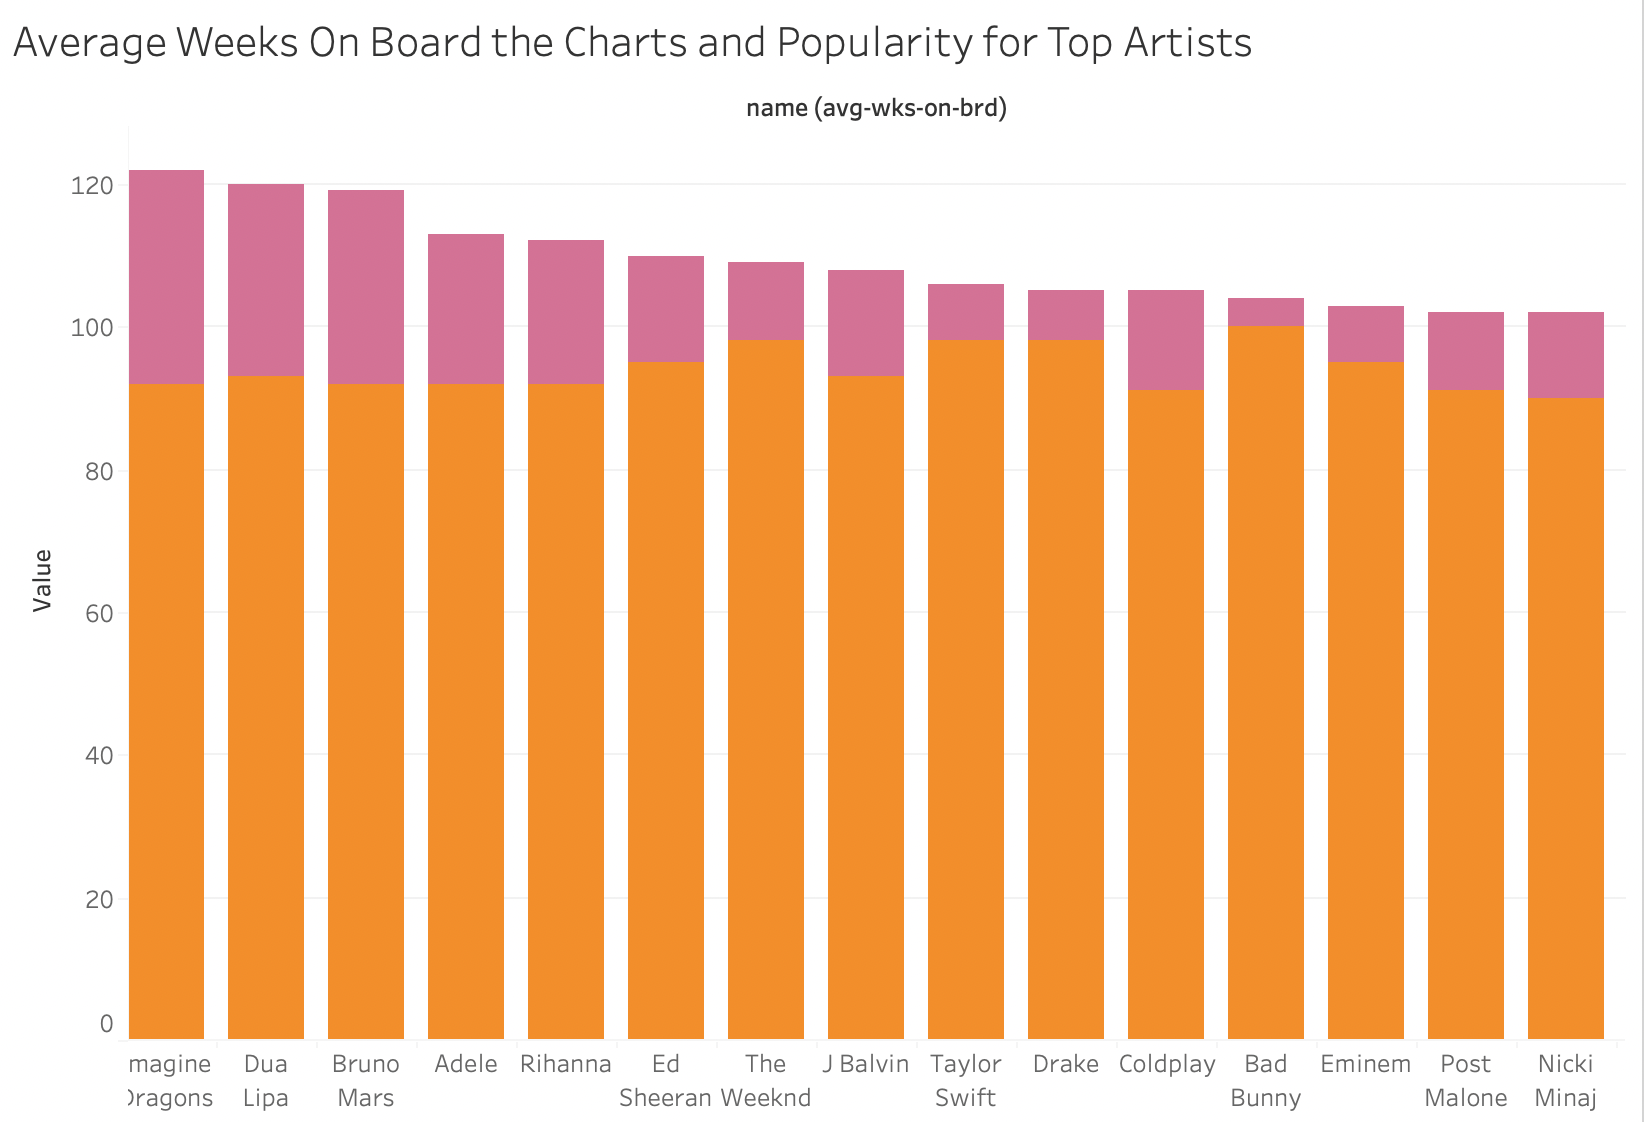 Average Weeks On Board the Charts and Popularity for Top Artists
name (avg-wks-on-brd)
120
100
80
60
40
20
0
Value
magine Dua Bruno Adele Rihanna Ed The J Balvin Taylor Drake Coldplay Bad Eminem Post Nicki
Dragons Lipa Mars Sheeran Weeknd Swift Bunny Malone Minaj